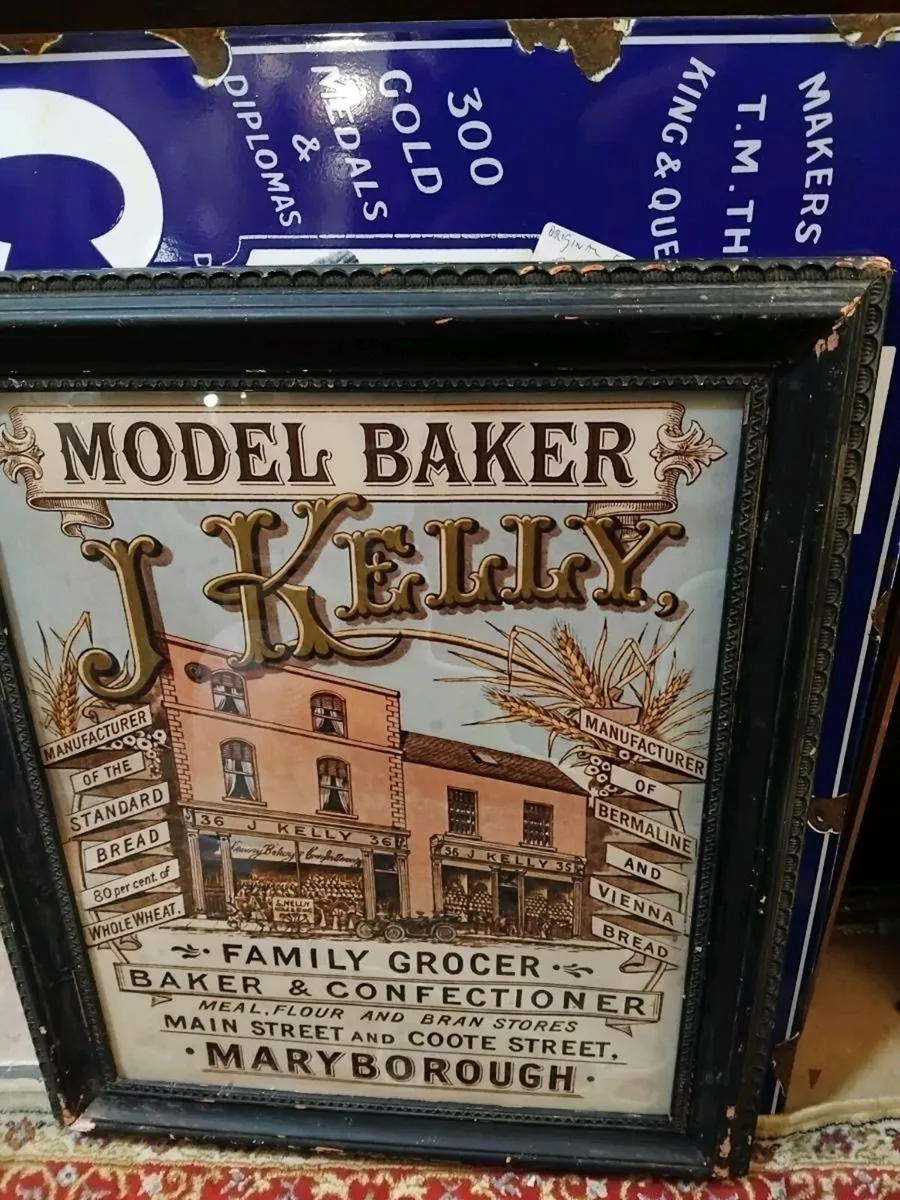 300
GOLD
MEDALS
&
DIPLOMAS
MAKERS
T.M.TH
KING & QUE
C
MODEL BAKER
J KELLY,
MANUFACTURER
OF THE
STANDARD
BREAD
80 per cent. of
WHOLE WHEAT.
MANUFACTURER
OF
BERMALINE
AND
VIENNA
BREAD
36 J KELLY 36
J KELLY
FAMILY GROCER
BAKER & CONFECTIONER
MEAL, FLOUR AND BRAN STORES
MAIN STREET AND COOTE STREET,
· MARYBOROUGH ·